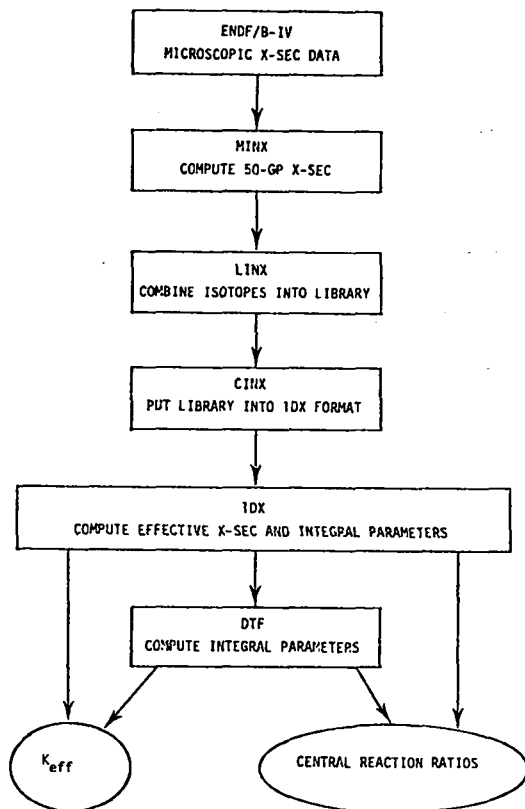 ENDF/B-IV
MICROSCOPIC X-SEC DATA
MINX
COMPUTE 50-GP X-SEC
LINX
COMBINE ISOTOPES INTO LIBRARY
CINX
PUT LIBRARY INTO 1DX FORMAT
1DX
COMPUTE EFFECTIVE X-SEC AND INTEGRAL PARAMETERS
DTF
COMPUTE INTEGRAL PARAMETERS
Keff
CENTRAL REACTION RATIOS